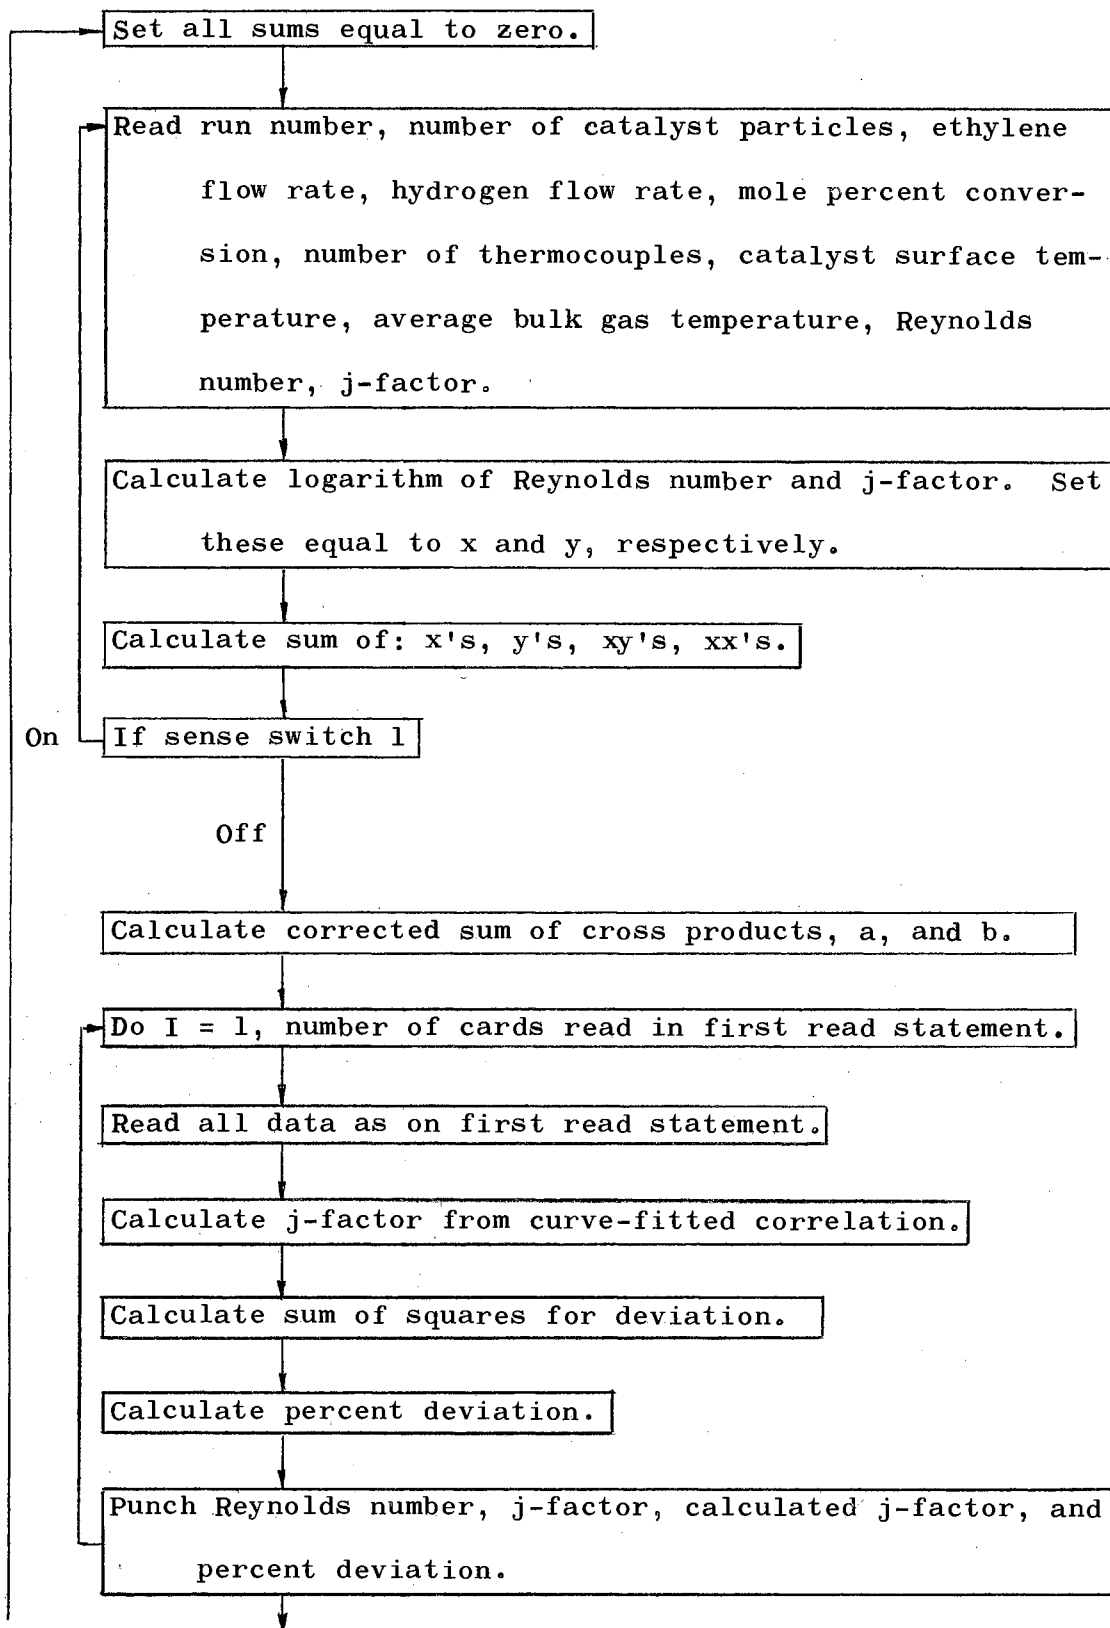 Set all sums equal to zero.
Read run number, number of catalyst particles, ethylene
flow rate, hydrogen flow rate, mole percent conver-
sion, number of thermocouples, catalyst surface tem-
perature, average bulk gas temperature, Reynolds
number, j-factor.
Calculate logarithm of Reynolds number and j-factor. Set
these equal to x and y, respectively.
Calculate sum of: x's, y's, xy's, xx's.
On
If sense switch 1
Off
Calculate corrected sum of cross products, a, and b.
Do I = 1, number of cards read in first read statement.
Read all data as on first read statement.
Calculate j-factor from curve-fitted correlation.
Calculate sum of squares for deviation.
Calculate percent deviation.
Punch Reynolds number, j-factor, calculated j-factor, and
percent deviation.